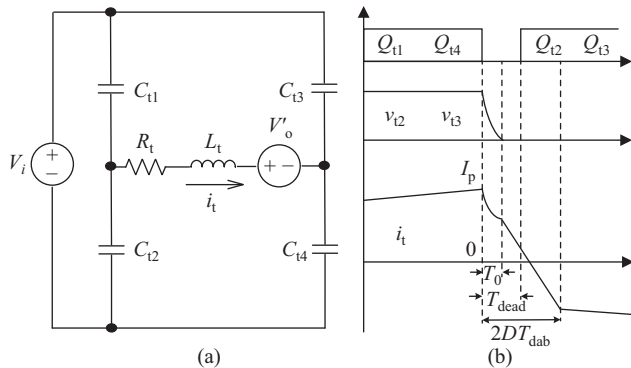 C_t1
C_t3
R_t
L_t
V'_o
V_i
+
−
+ −
i_t
C_t2
C_t4
(a)
Q_t1 Q_t4 Q_t2 Q_t3
v_t2 v_t3
I_p
i_t
0
T_0
T_dead
2DT_dab
(b)